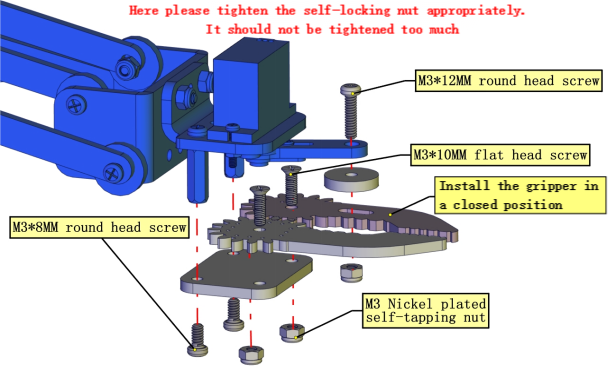 Here please tighten the self-locking nut appropriately.
It should not be tightened too much
M3*12MM round head screw
M3*10MM flat head screw
Install the gripper in
a closed position
M3*8MM round head screw
M3 Nickel plated
self-tapping nut